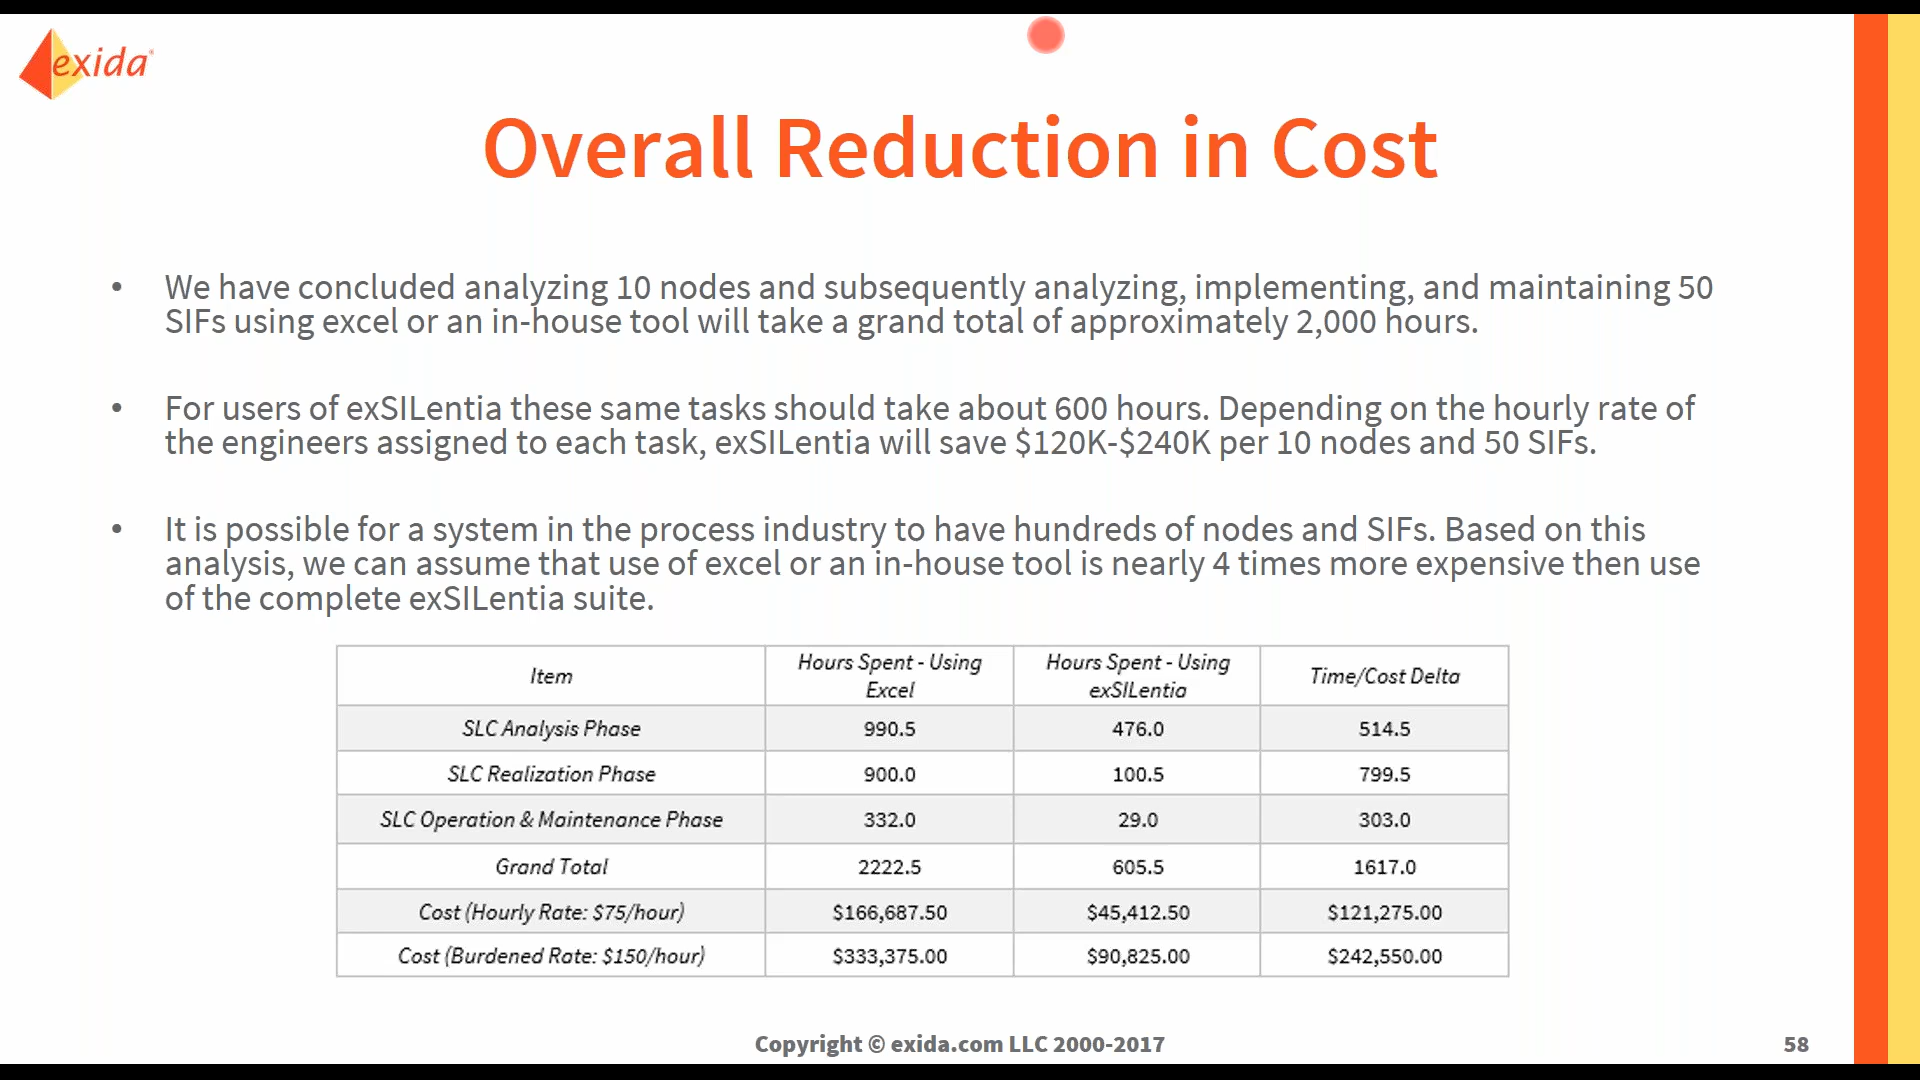 exida
Overall Reduction in Cost
• We have concluded analyzing 10 nodes and subsequently analyzing, implementing, and maintaining 50
SIFs using excel or an in-house tool will take a grand total of approximately 2,000 hours.
• For users of exSILentia these same tasks should take about 600 hours. Depending on the hourly rate of
the engineers assigned to each task, exSILentia will save $120K-$240K per 10 nodes and 50 SIFs.
• It is possible for a system in the process industry to have hundreds of nodes and SIFs. Based on this
analysis, we can assume that use of excel or an in-house tool is nearly 4 times more expensive then use
of the complete exSILentia suite.
Item Hours Spent - Using Excel Hours Spent - Using exSILentia Time/Cost Delta
SLC Analysis Phase 990.5 476.0 514.5
SLC Realization Phase 900.0 100.5 799.5
SLC Operation & Maintenance Phase 332.0 29.0 303.0
Grand Total 2222.5 605.5 1617.0
Cost (Hourly Rate: $75/hour) $166,687.50 $45,412.50 $121,275.00
Cost (Burdened Rate: $150/hour) $333,375.00 $90,825.00 $242,550.00
Copyright © exida.com LLC 2000-2017
58